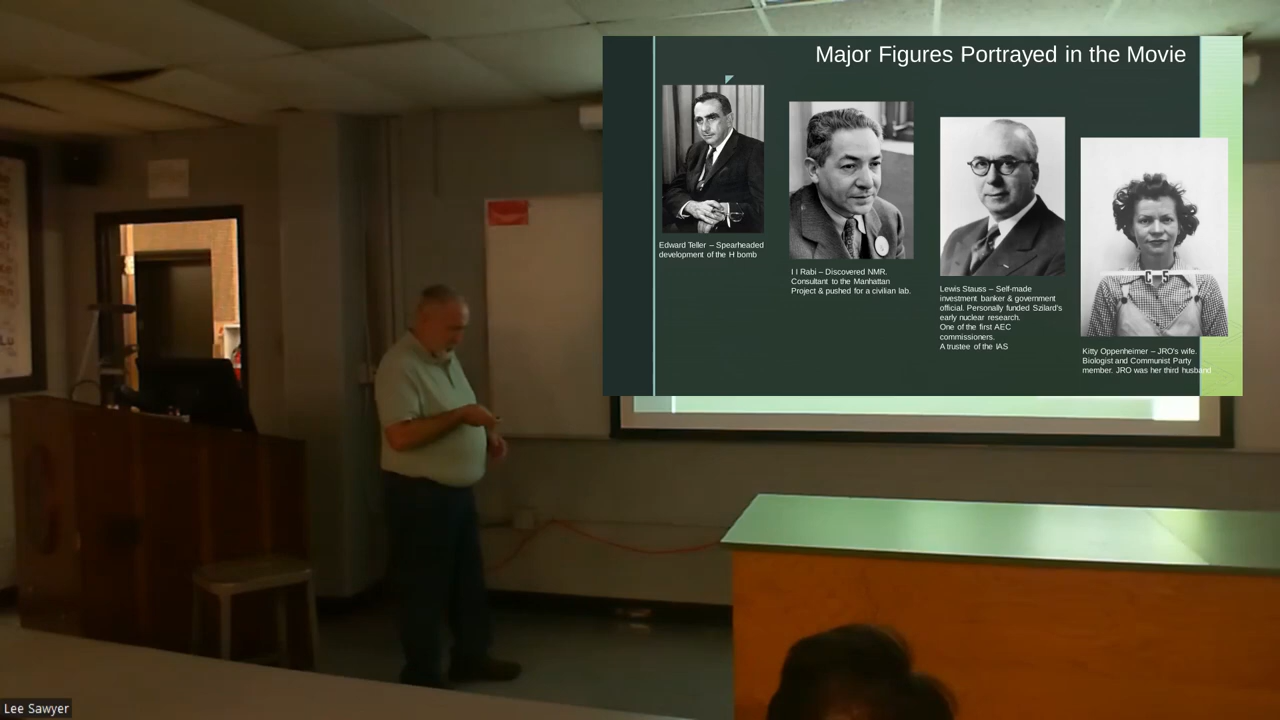 Major Figures Portrayed in the Movie
Edward Teller – Spearheaded
development of the H bomb
I I Rabi – Discovered NMR.
Consultant to the Manhattan
Project & pushed for a civilian lab.
Lewis Stauss – Self-made
investment banker & government
official. Personally funded Szilard's
early nuclear research.
One of the first AEC
commissioners.
A trustee of the IAS
C 5
Kitty Oppenheimer – JRO's wife.
Biologist and Communist Party
member. JRO was her third husband
Lee Sawyer